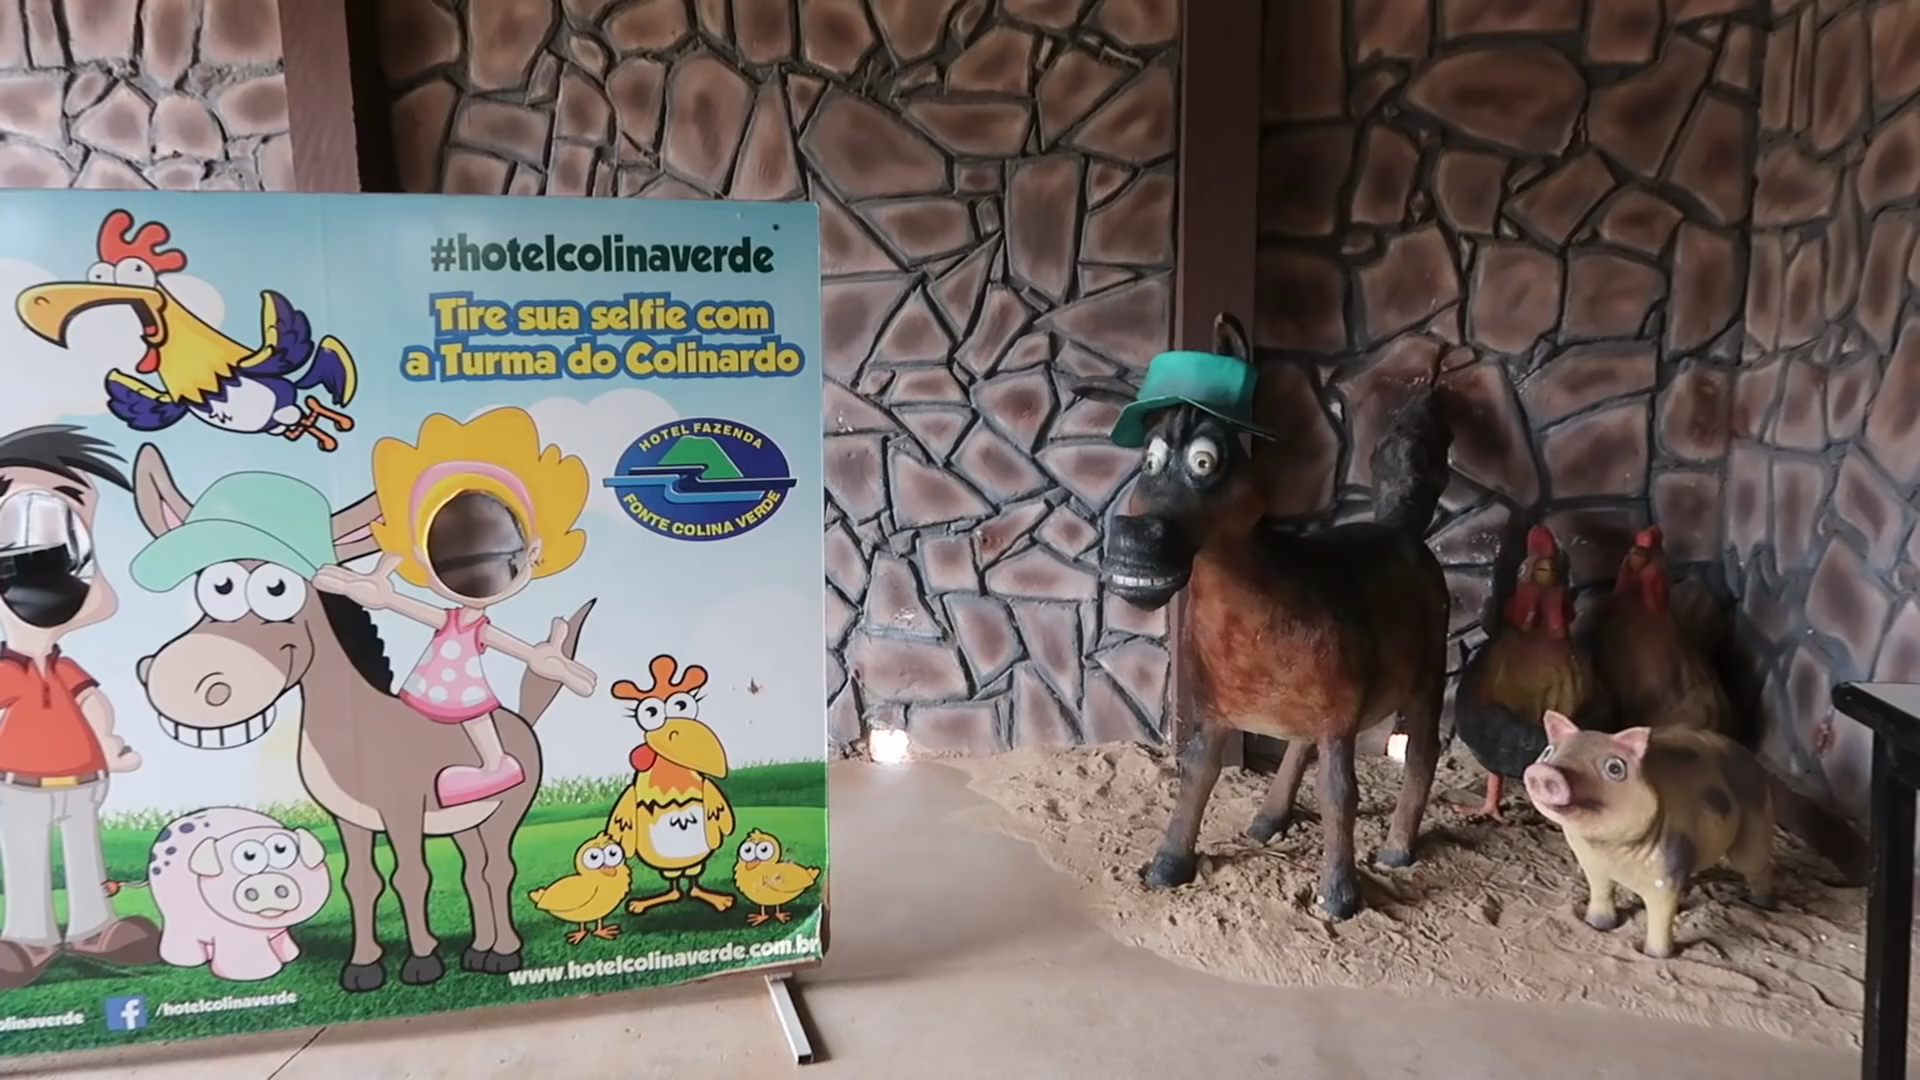 #hotelcolinaverde
Tire sua selfie com
a Turma do Colinardo
HOTEL FAZENDA
FONTE COLINA VERDE
www.hotelcolinaverde.com.br
olinaverde
/hotelcolinaverde